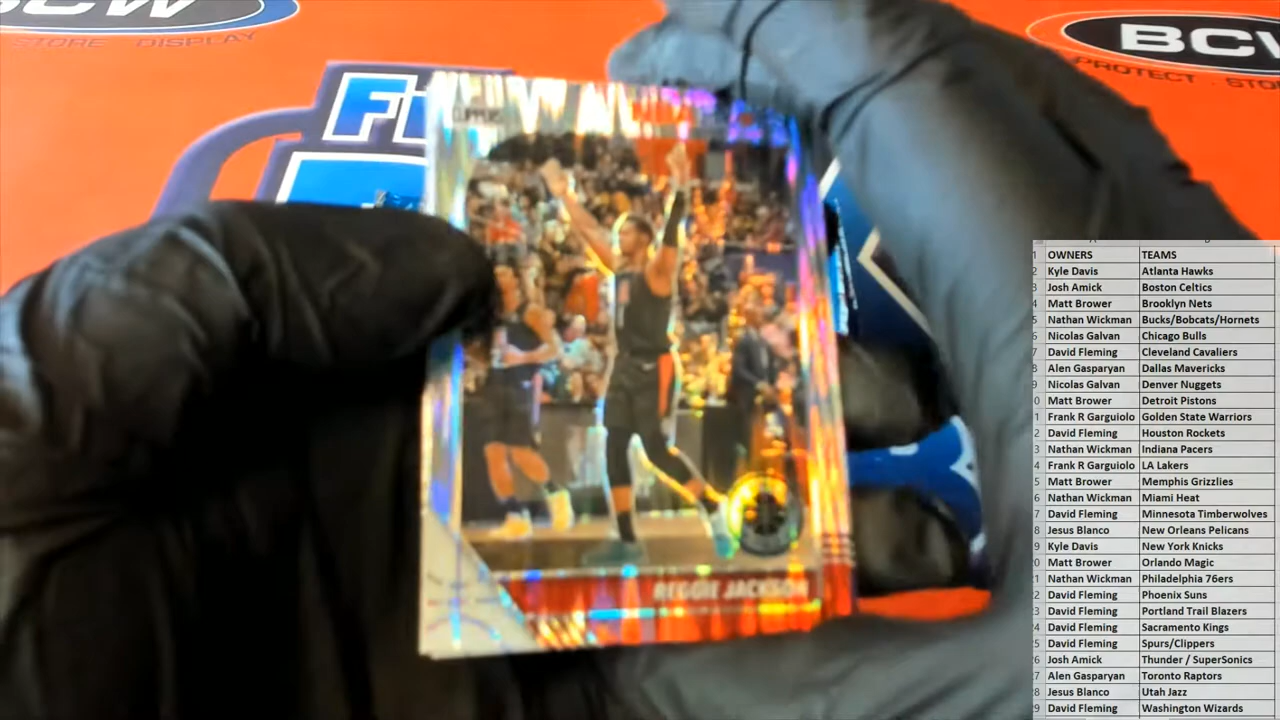 BCW
STORE DISPLAY
BCW
PROTECT · STO
CLIPPERS
REGGIE JACKSON
OWNERS TEAMS
Kyle Davis Atlanta Hawks
Josh Amick Boston Celtics
Matt Brower Brooklyn Nets
Nathan Wickman Bucks/Bobcats/Hornets
Nicolas Galvan Chicago Bulls
David Fleming Cleveland Cavaliers
Alen Gasparyan Dallas Mavericks
Nicolas Galvan Denver Nuggets
Matt Brower Detroit Pistons
Frank R Garguiolo Golden State Warriors
David Fleming Houston Rockets
Nathan Wickman Indiana Pacers
Frank R Garguiolo LA Lakers
Matt Brower Memphis Grizzlies
Nathan Wickman Miami Heat
David Fleming Minnesota Timberwolves
Jesus Blanco New Orleans Pelicans
Kyle Davis New York Knicks
Matt Brower Orlando Magic
Nathan Wickman Philadelphia 76ers
David Fleming Phoenix Suns
David Fleming Portland Trail Blazers
David Fleming Sacramento Kings
David Fleming Spurs/Clippers
Josh Amick Thunder / SuperSonics
Alen Gasparyan Toronto Raptors
Jesus Blanco Utah Jazz
David Fleming Washington Wizards